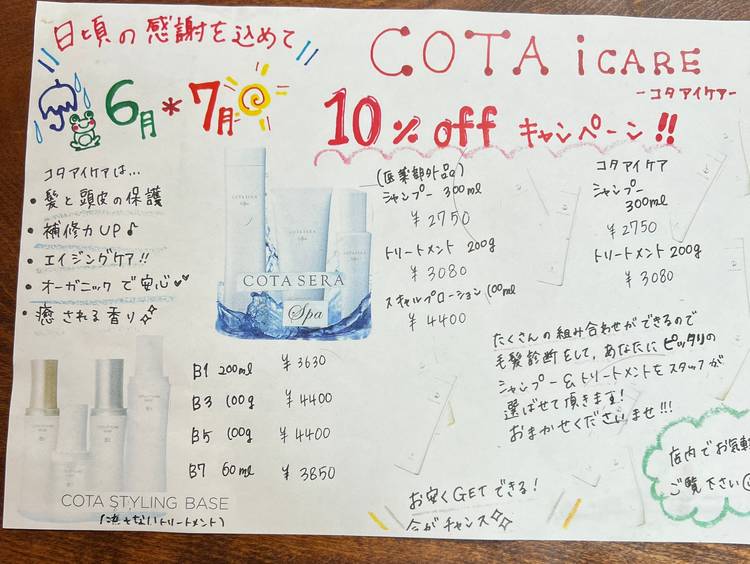 日頃の感謝を込めて
6月*7月
COTA iCARE
-コタアイケア-
10% off キャンペーン!!
コタアイケアは...
• 髪と頭皮の保護
• 補修力UP♪
• エイジングケア!!
• オーガニックで安心
• 癒される香り
COTA SERA
Spa
(医薬部外品)
シャンプー 300ml
¥2750
トリートメント 200g
¥3080
スキャルプローション 100ml
¥4400
コタアイケア
シャンプー
300ml
¥2750
トリートメント 200g
¥3080
B1 200ml ¥3630
B3 100g ¥4400
B5 100g ¥4400
B7 60ml ¥3850
COTA STYLING BASE
(流さないトリートメント)
たくさんの組み合わせができるので
毛髪診断をして、あなたにピッタリの
シャンプー&トリートメントをスタッフが
選ばせて頂きます!
おまかせくださいませ!!!
お安くGETできる!
今がチャンス
店内でお気軽
ご覧下さい